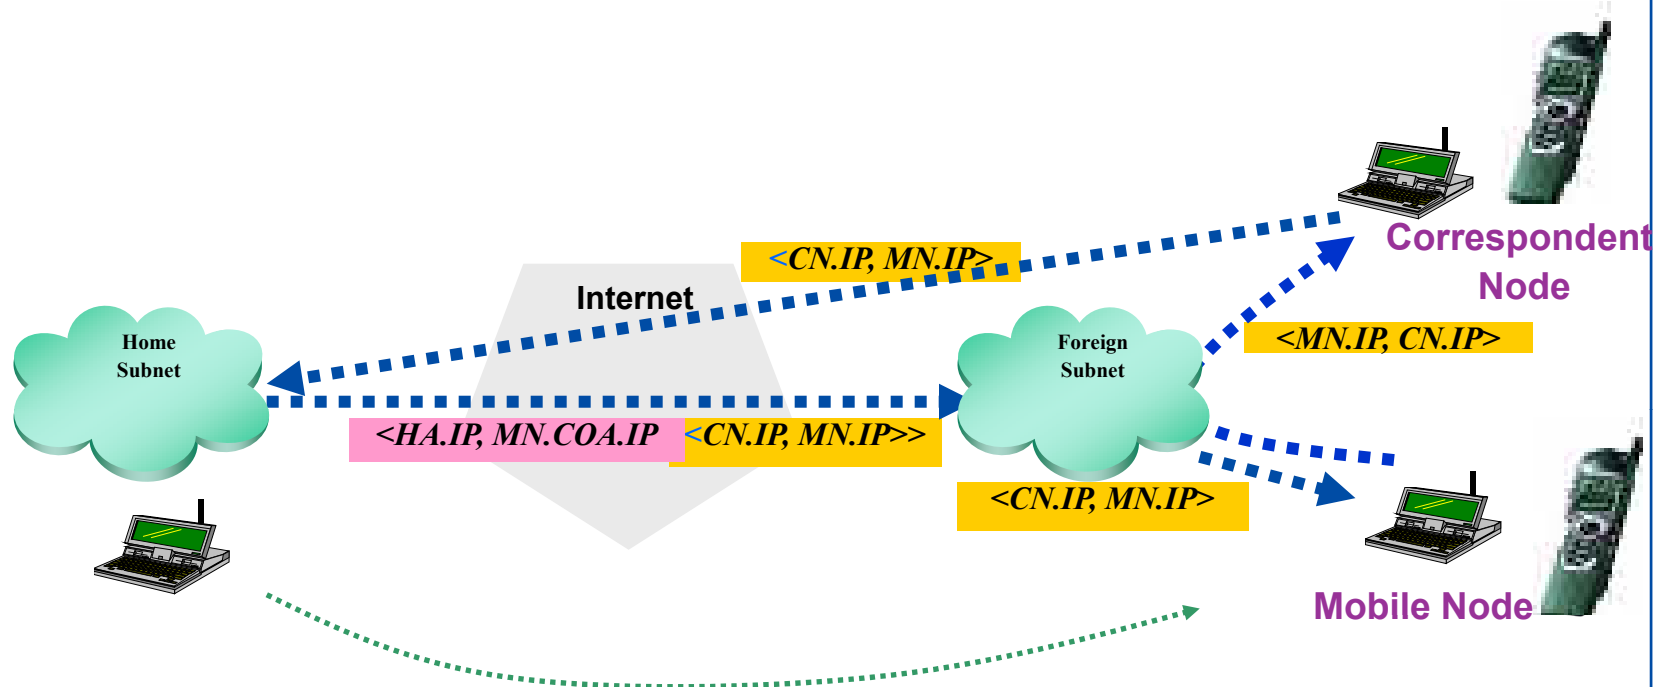 <CN.IP, MN.IP>
Correspondent
Node
Internet
Home
Subnet
Foreign
Subnet
<MN.IP, CN.IP>
<HA.IP, MN.COA.IP <CN.IP, MN.IP>>
<CN.IP, MN.IP>
Mobile Node